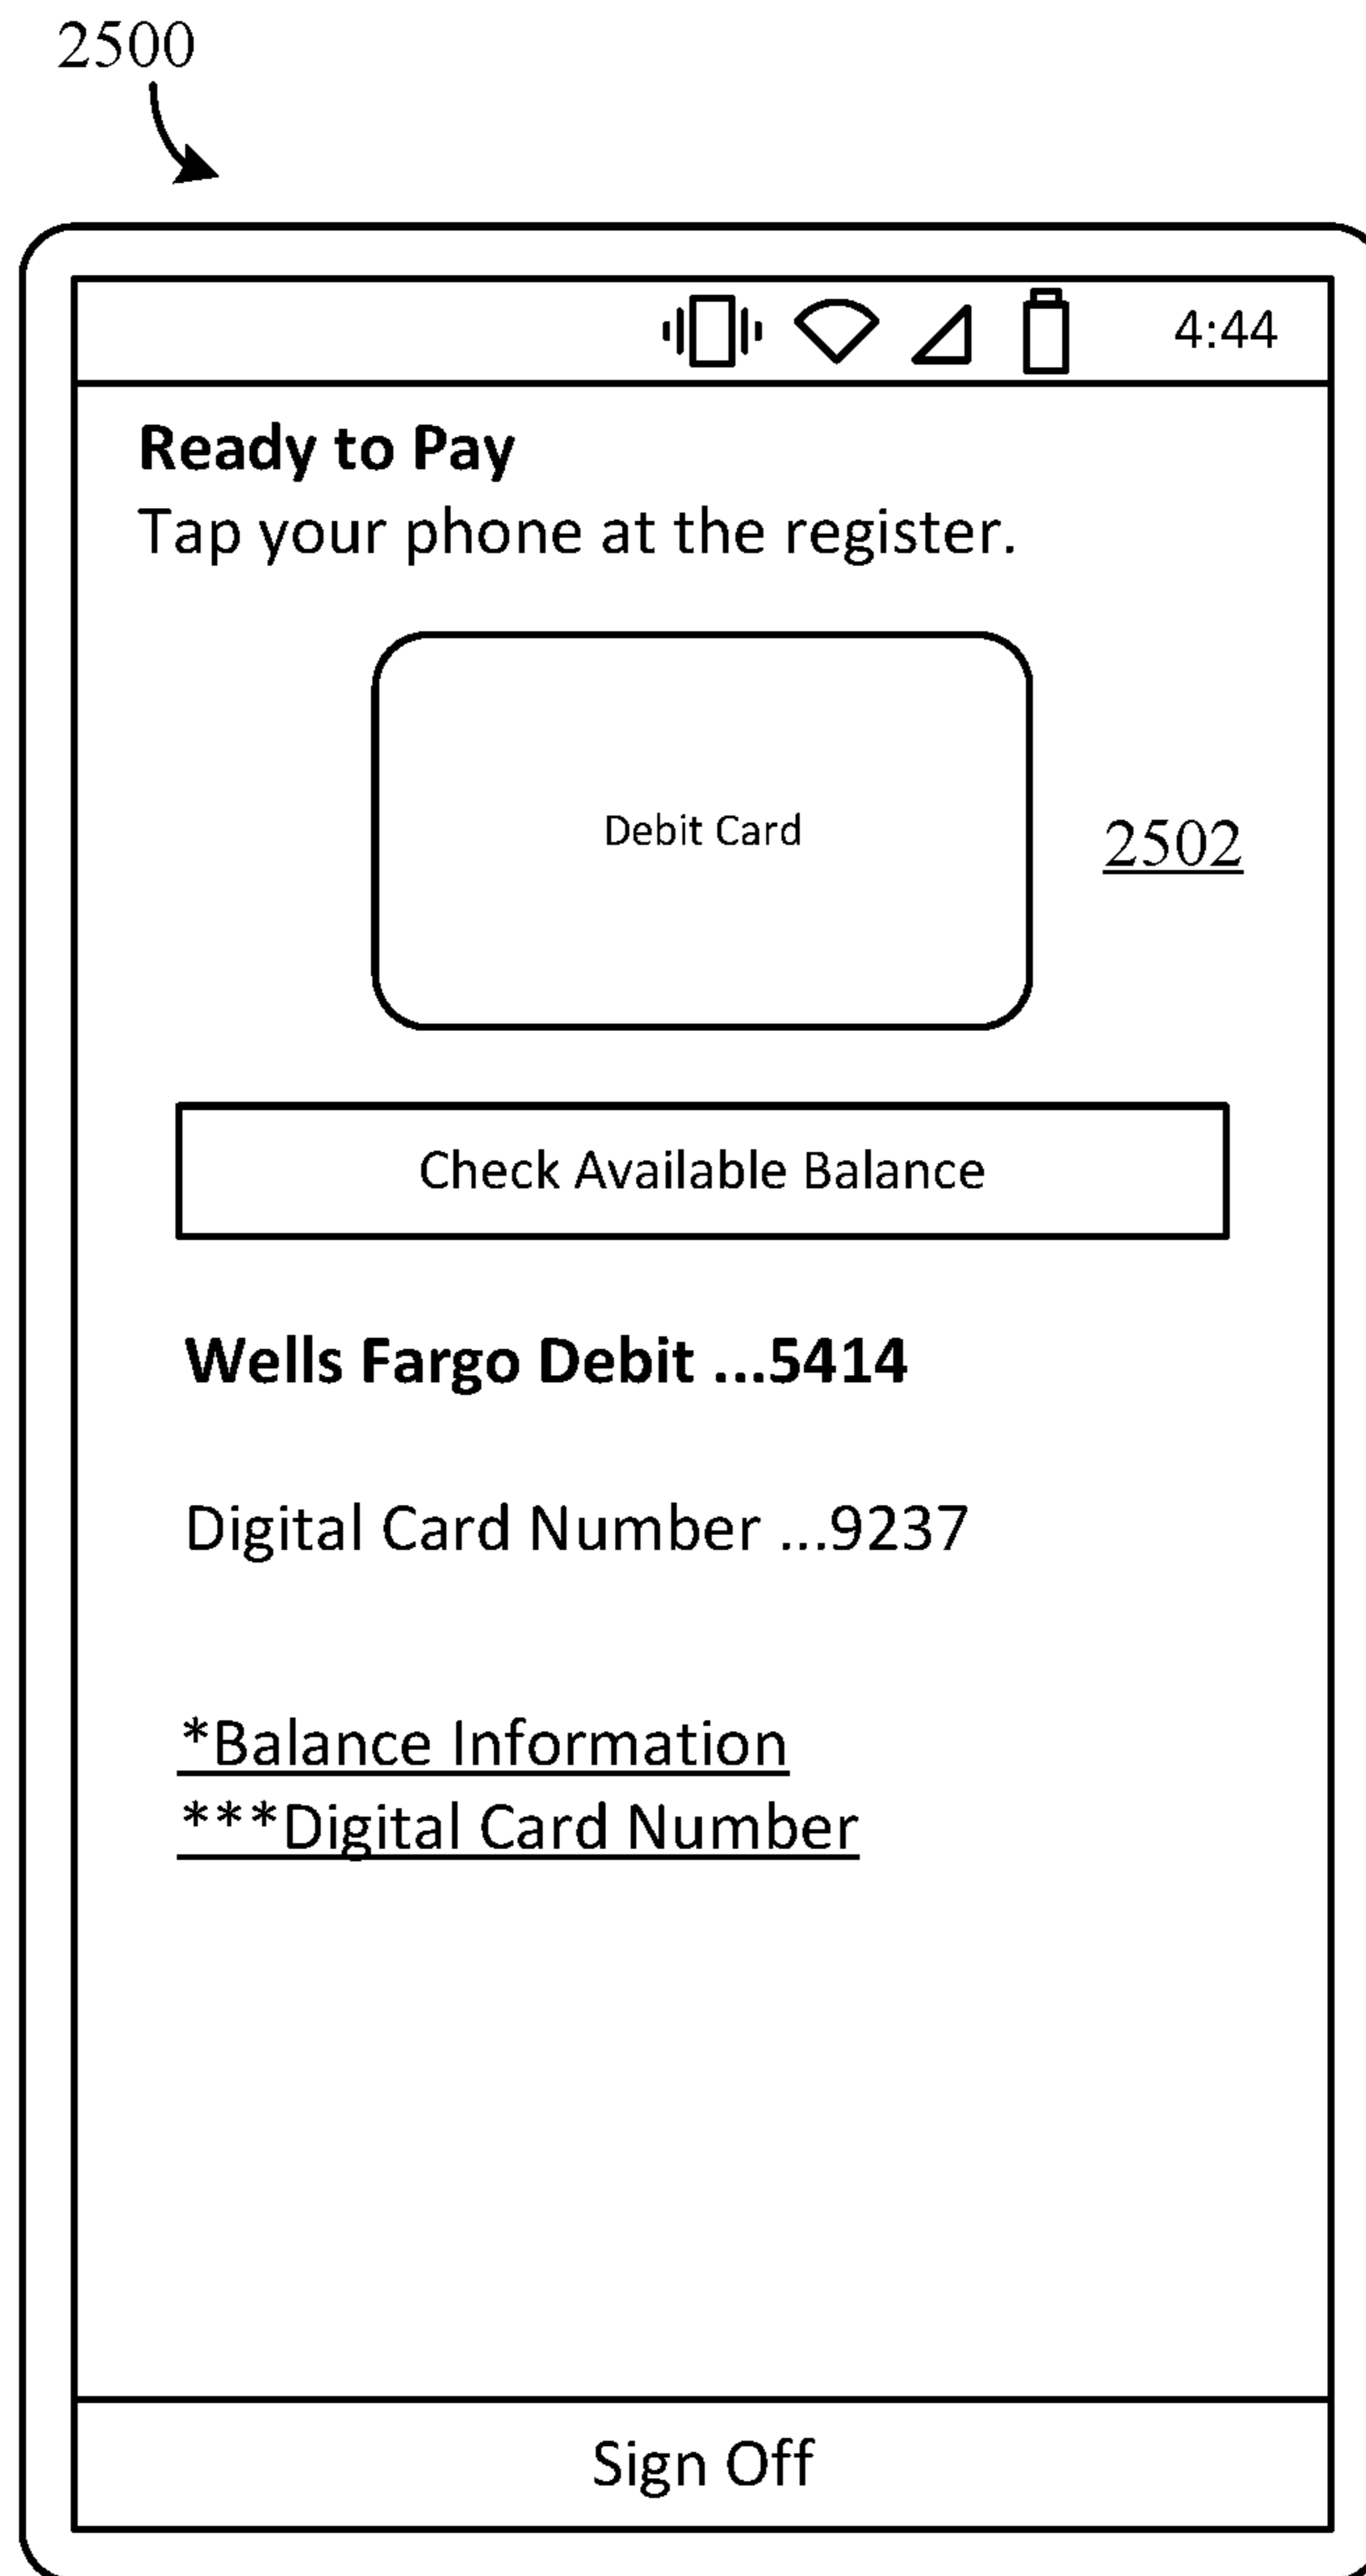 2500
4:44
Ready to Pay
Tap your phone at the register.
Debit Card
2502
Check Available Balance
Wells Fargo Debit ...5414
Digital Card Number ...9237
*Balance Information
***Digital Card Number
Sign Off